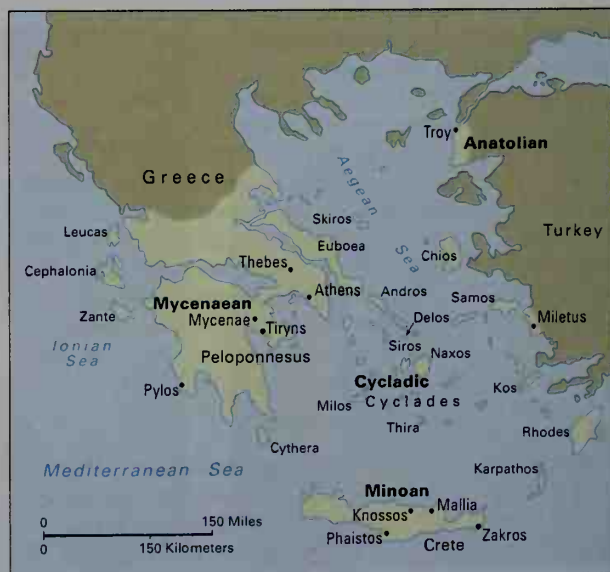 Troy
Anatolian
Aegean
Sea
Greece
Turkey
Skiros
Leucas
Euboea
Chios
Cephalonia
Thebes
Athens
Andros
Samos
Mycenaean
Zante
Mycenae
Delos
Miletus
Tiryns
Ionian
Sea
Siros
Naxos
Peloponnesus
Cycladic
Kos
Pylos
Cyclades
Milos
Thira
Rhodes
Cythera
Mediterranean Sea
Karpathos
Minoan
Knossos
Mallia
0 150 Miles
0 150 Kilometers
Phaistos
Crete
Zakros